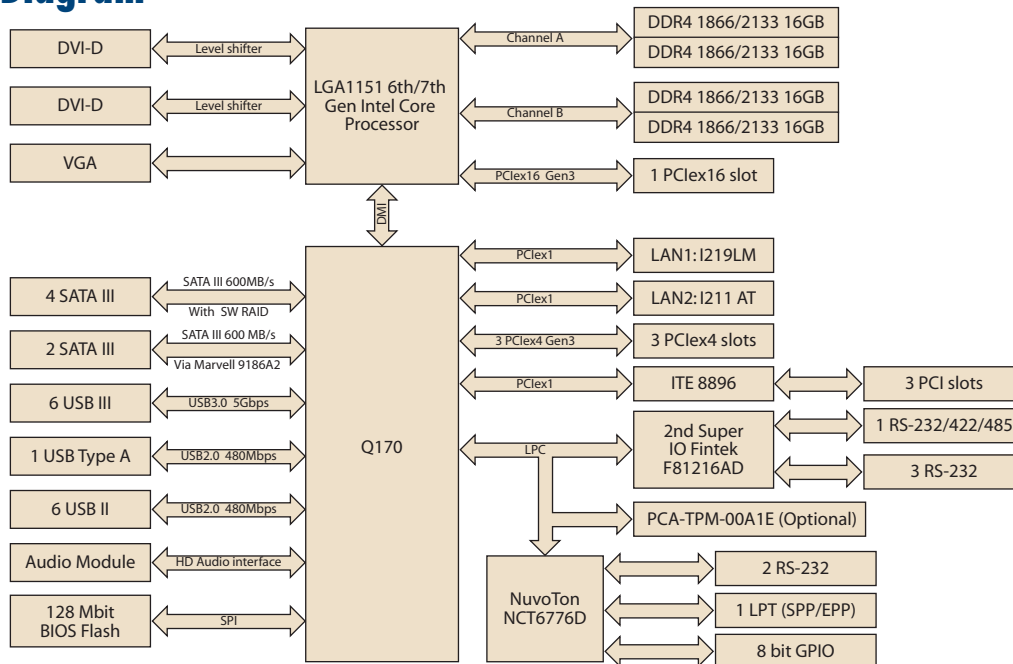 Diagram
DVI-D
Level shifter
DVI-D
Level shifter
VGA
LGA1151 6th/7th
Gen Intel Core
Processor
Channel A
DDR4 1866/2133 16GB
DDR4 1866/2133 16GB
Channel B
DDR4 1866/2133 16GB
DDR4 1866/2133 16GB
PCIex16 Gen3
1 PCIex16 slot
DMI
4 SATA III
SATA III 600MB/s
With SW RAID
2 SATA III
SATA III 600 MB/s
Via Marvell 9186A2
6 USB III
USB3.0 5Gbps
1 USB Type A
USB2.0 480Mbps
6 USB II
USB2.0 480Mbps
Audio Module
HD Audio interface
128 Mbit
BIOS Flash
SPI
Q170
PCIex1
LAN1: I219LM
PCIex1
LAN2: I211 AT
3 PCIex4 Gen3
3 PCIex4 slots
PCIex1
ITE 8896
3 PCI slots
LPC
2nd Super
IO Fintek
F81216AD
1 RS-232/422/485
3 RS-232
PCA-TPM-00A1E (Optional)
NuvoTon
NCT6776D
2 RS-232
1 LPT (SPP/EPP)
8 bit GPIO